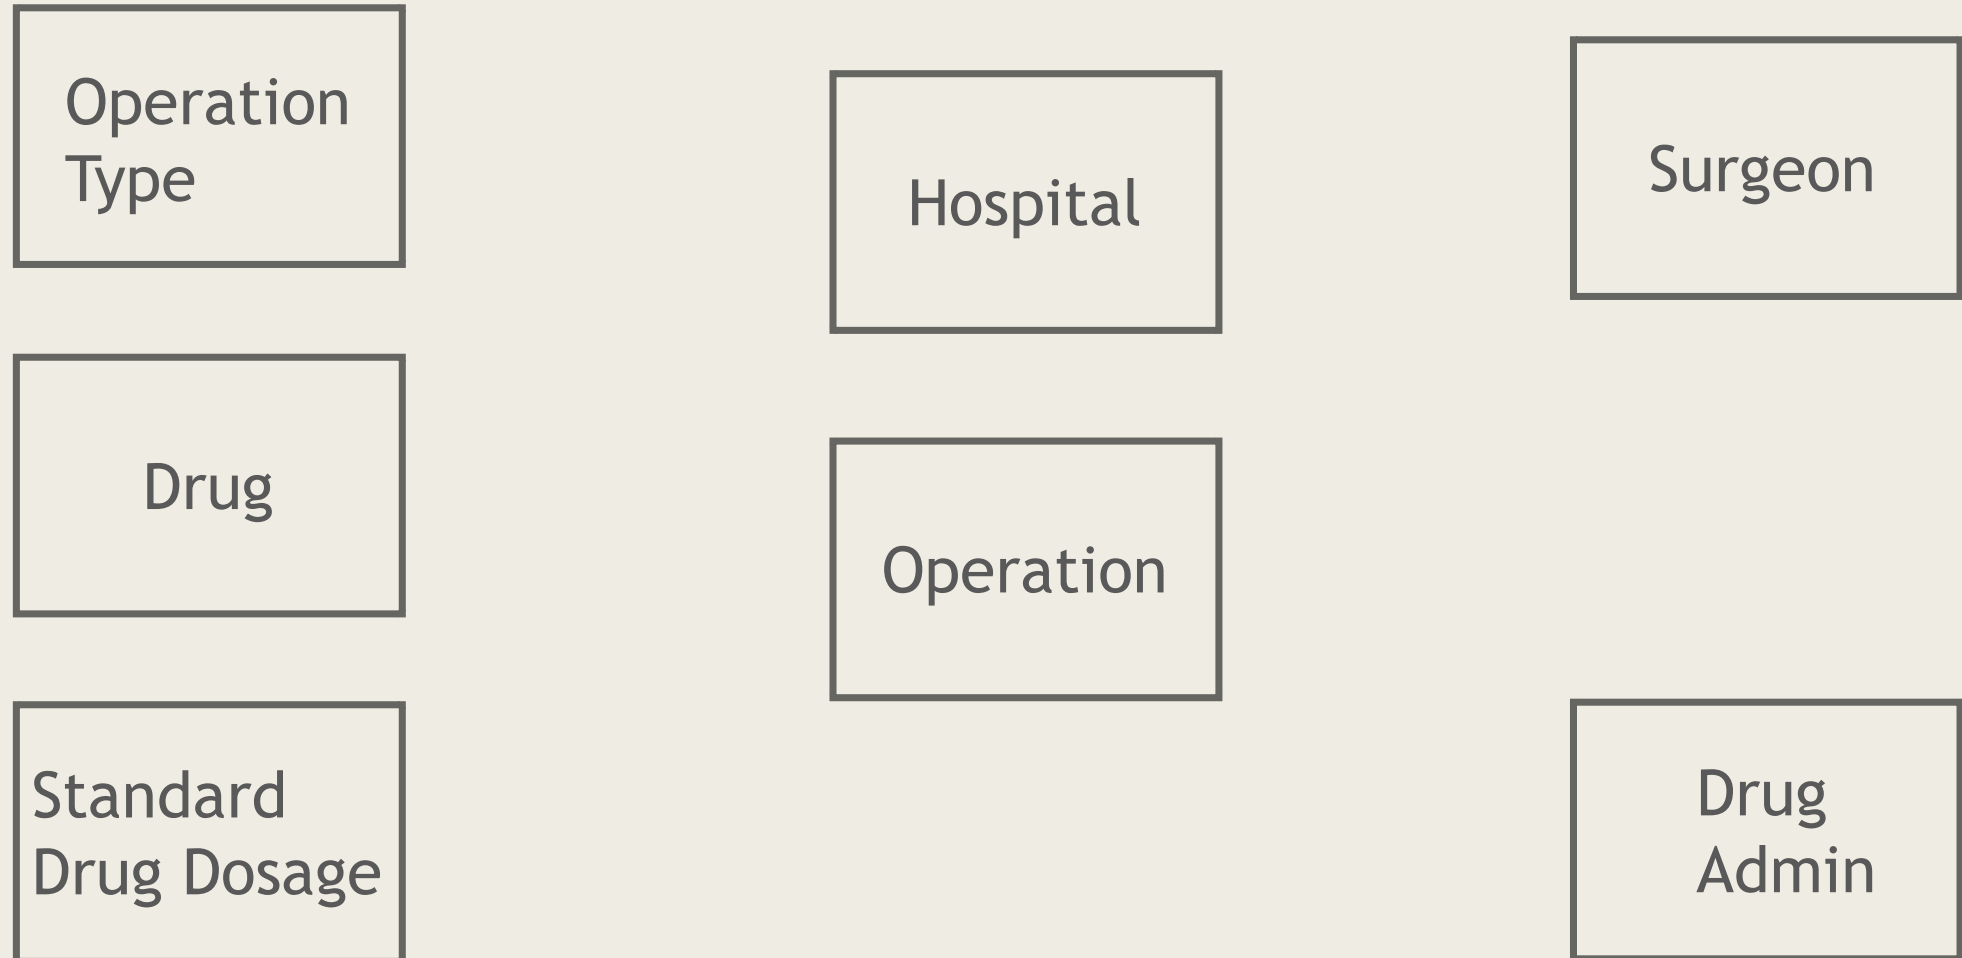 Operation
Type
Hospital
Surgeon
Drug
Operation
Standard
Drug Dosage
Drug
Admin